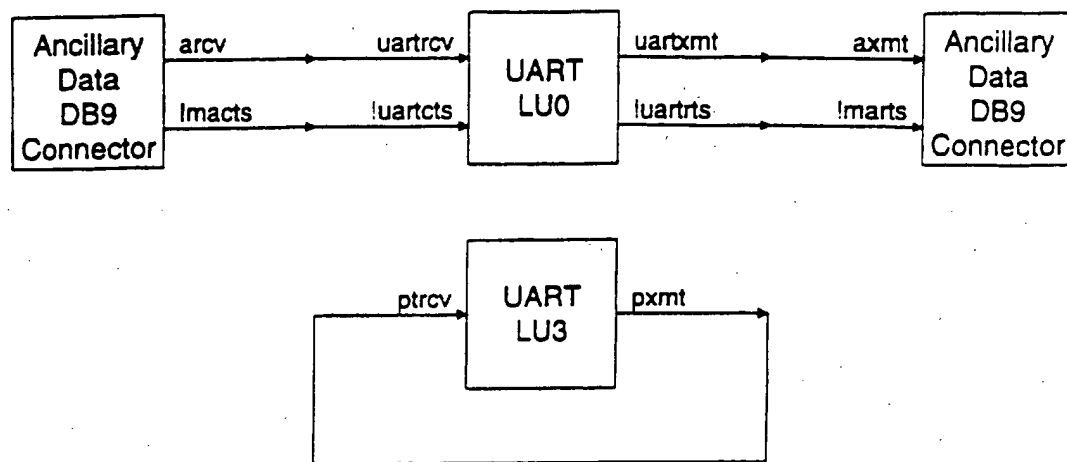 Ancillary
Data
DB9
Connector
arcv
uartrcv
!macts
!uartcts
UART
LU0
uartxmt
axmt
!uartrts
!marts
Ancillary
Data
DB9
Connector
ptrcv
UART
LU3
pxmt